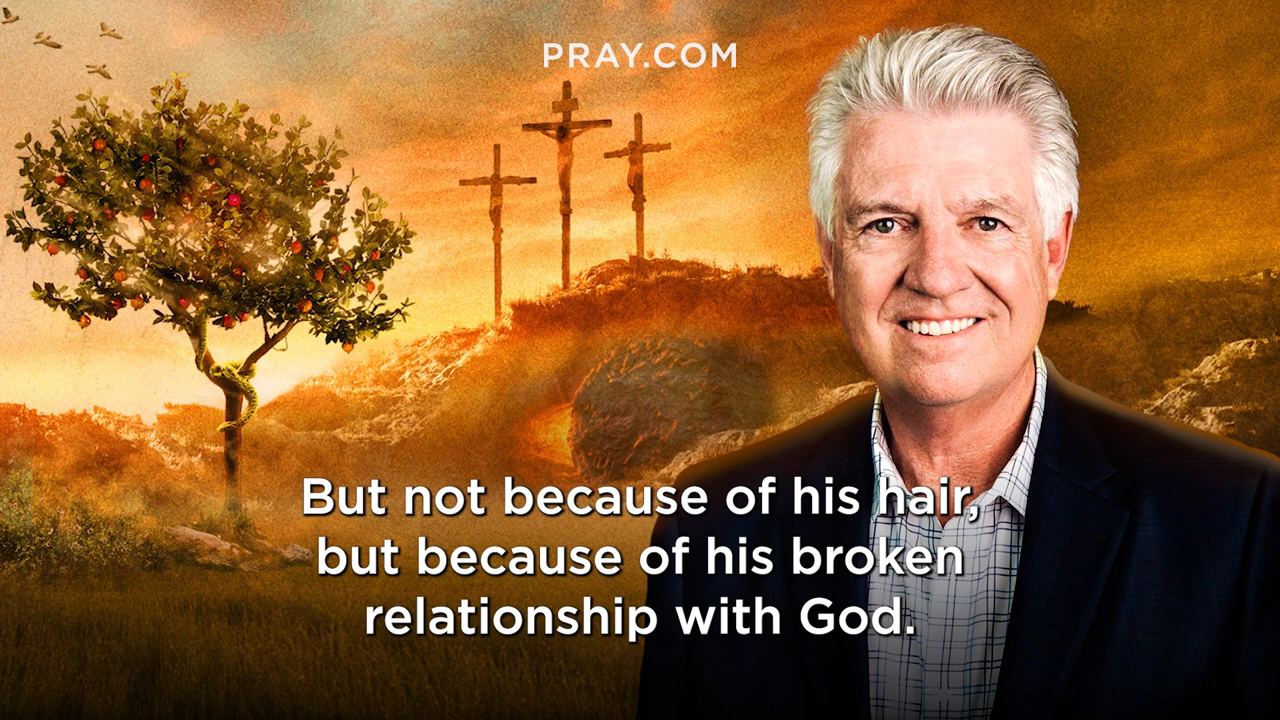 PRAY.COM
But not because of his hair,
but because of his broken
relationship with God.